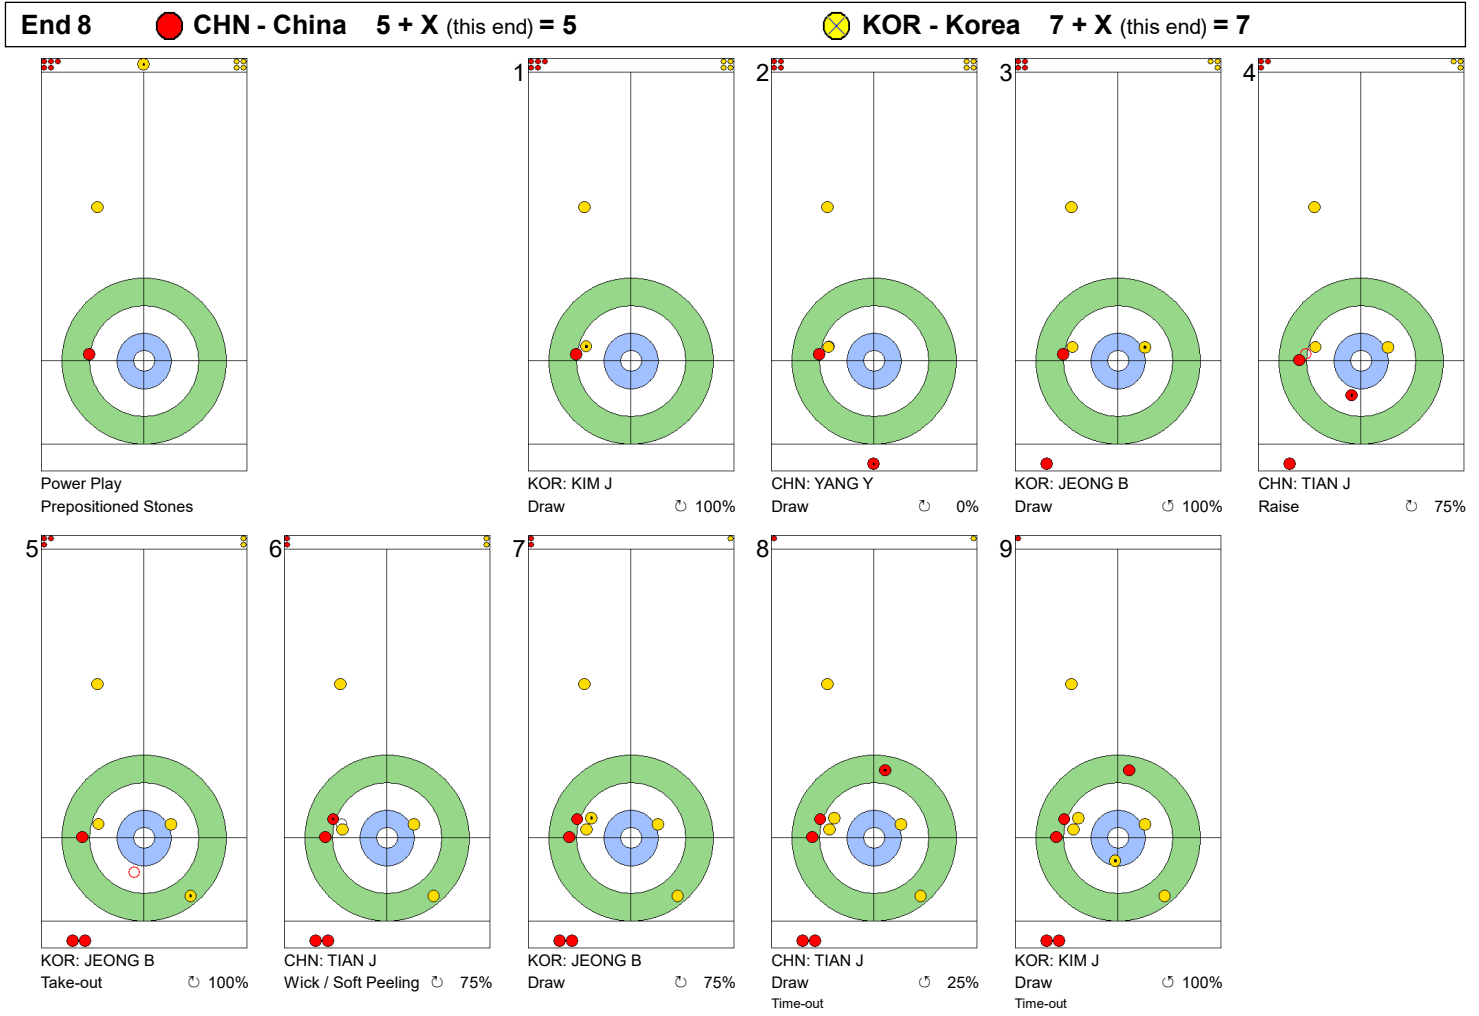 End 8 CHN - China 5 + X (this end) = 5 KOR - Korea 7 + X (this end) = 7
1 2 3 4
Power Play
Prepositioned Stones
KOR: KIM J
Draw ↻ 100%
CHN: YANG Y
Draw ↻ 0%
KOR: JEONG B
Draw ↺ 100%
CHN: TIAN J
Raise ↻ 75%
5 6 7 8 9
KOR: JEONG B
Take-out ↻ 100%
CHN: TIAN J
Wick / Soft Peeling ↻ 75%
KOR: JEONG B
Draw ↻ 75%
CHN: TIAN J
Draw ↺ 25%
Time-out
KOR: KIM J
Draw ↺ 100%
Time-out